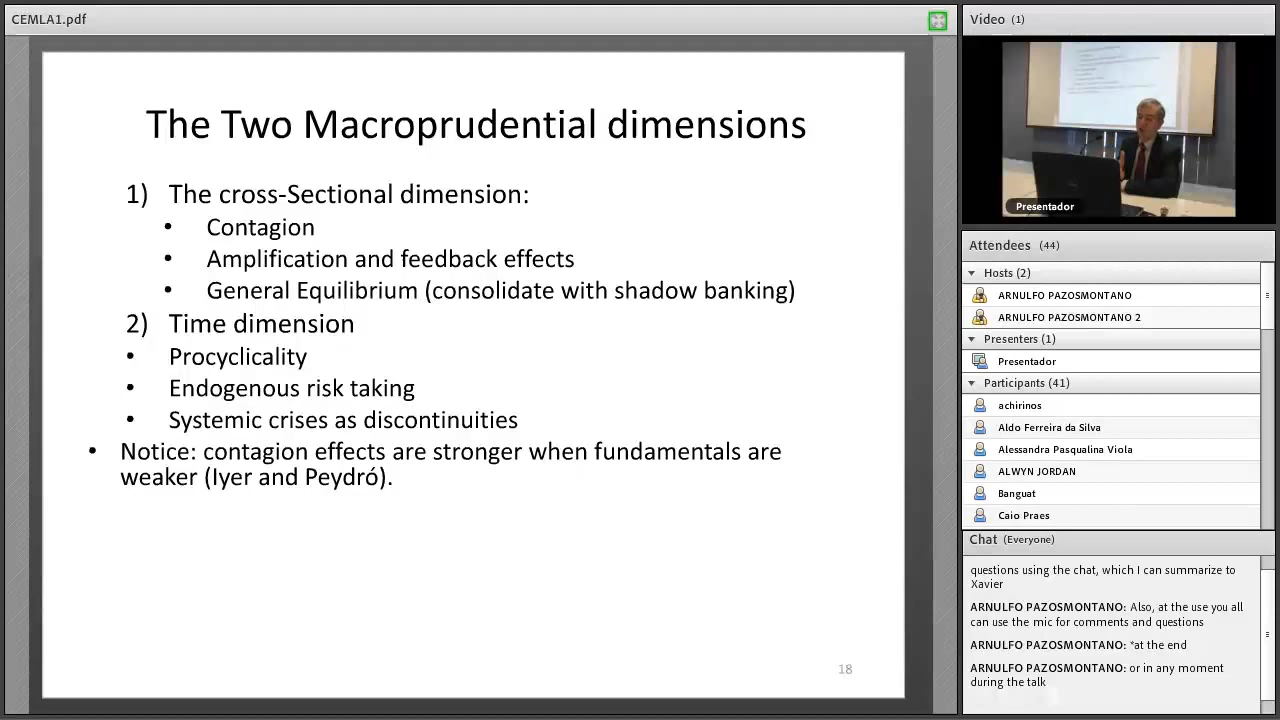 CEMLA1.pdf
The Two Macroprudential dimensions
1) The cross-Sectional dimension:
• Contagion
• Amplification and feedback effects
• General Equilibrium (consolidate with shadow banking)
2) Time dimension
• Procyclicality
• Endogenous risk taking
• Systemic crises as discontinuities
• Notice: contagion effects are stronger when fundamentals are
weaker (Iyer and Peydró).
18
Video (1)
Presentador
Attendees (44)
Hosts (2)
ARNULFO PAZOSMONTANO
ARNULFO PAZOSMONTANO 2
Presenters (1)
Presentador
Participants (41)
achirinos
Aldo Ferreira da Silva
Alessandra Pasqualina Viola
ALWYN JORDAN
Banguat
Caio Praes
Chat (Everyone)
questions using the chat, which I can summarize to
Xavier
ARNULFO PAZOSMONTANO: Also, at the use you all
can use the mic for comments and questions
ARNULFO PAZOSMONTANO: *at the end
ARNULFO PAZOSMONTANO: or in any moment
during the talk